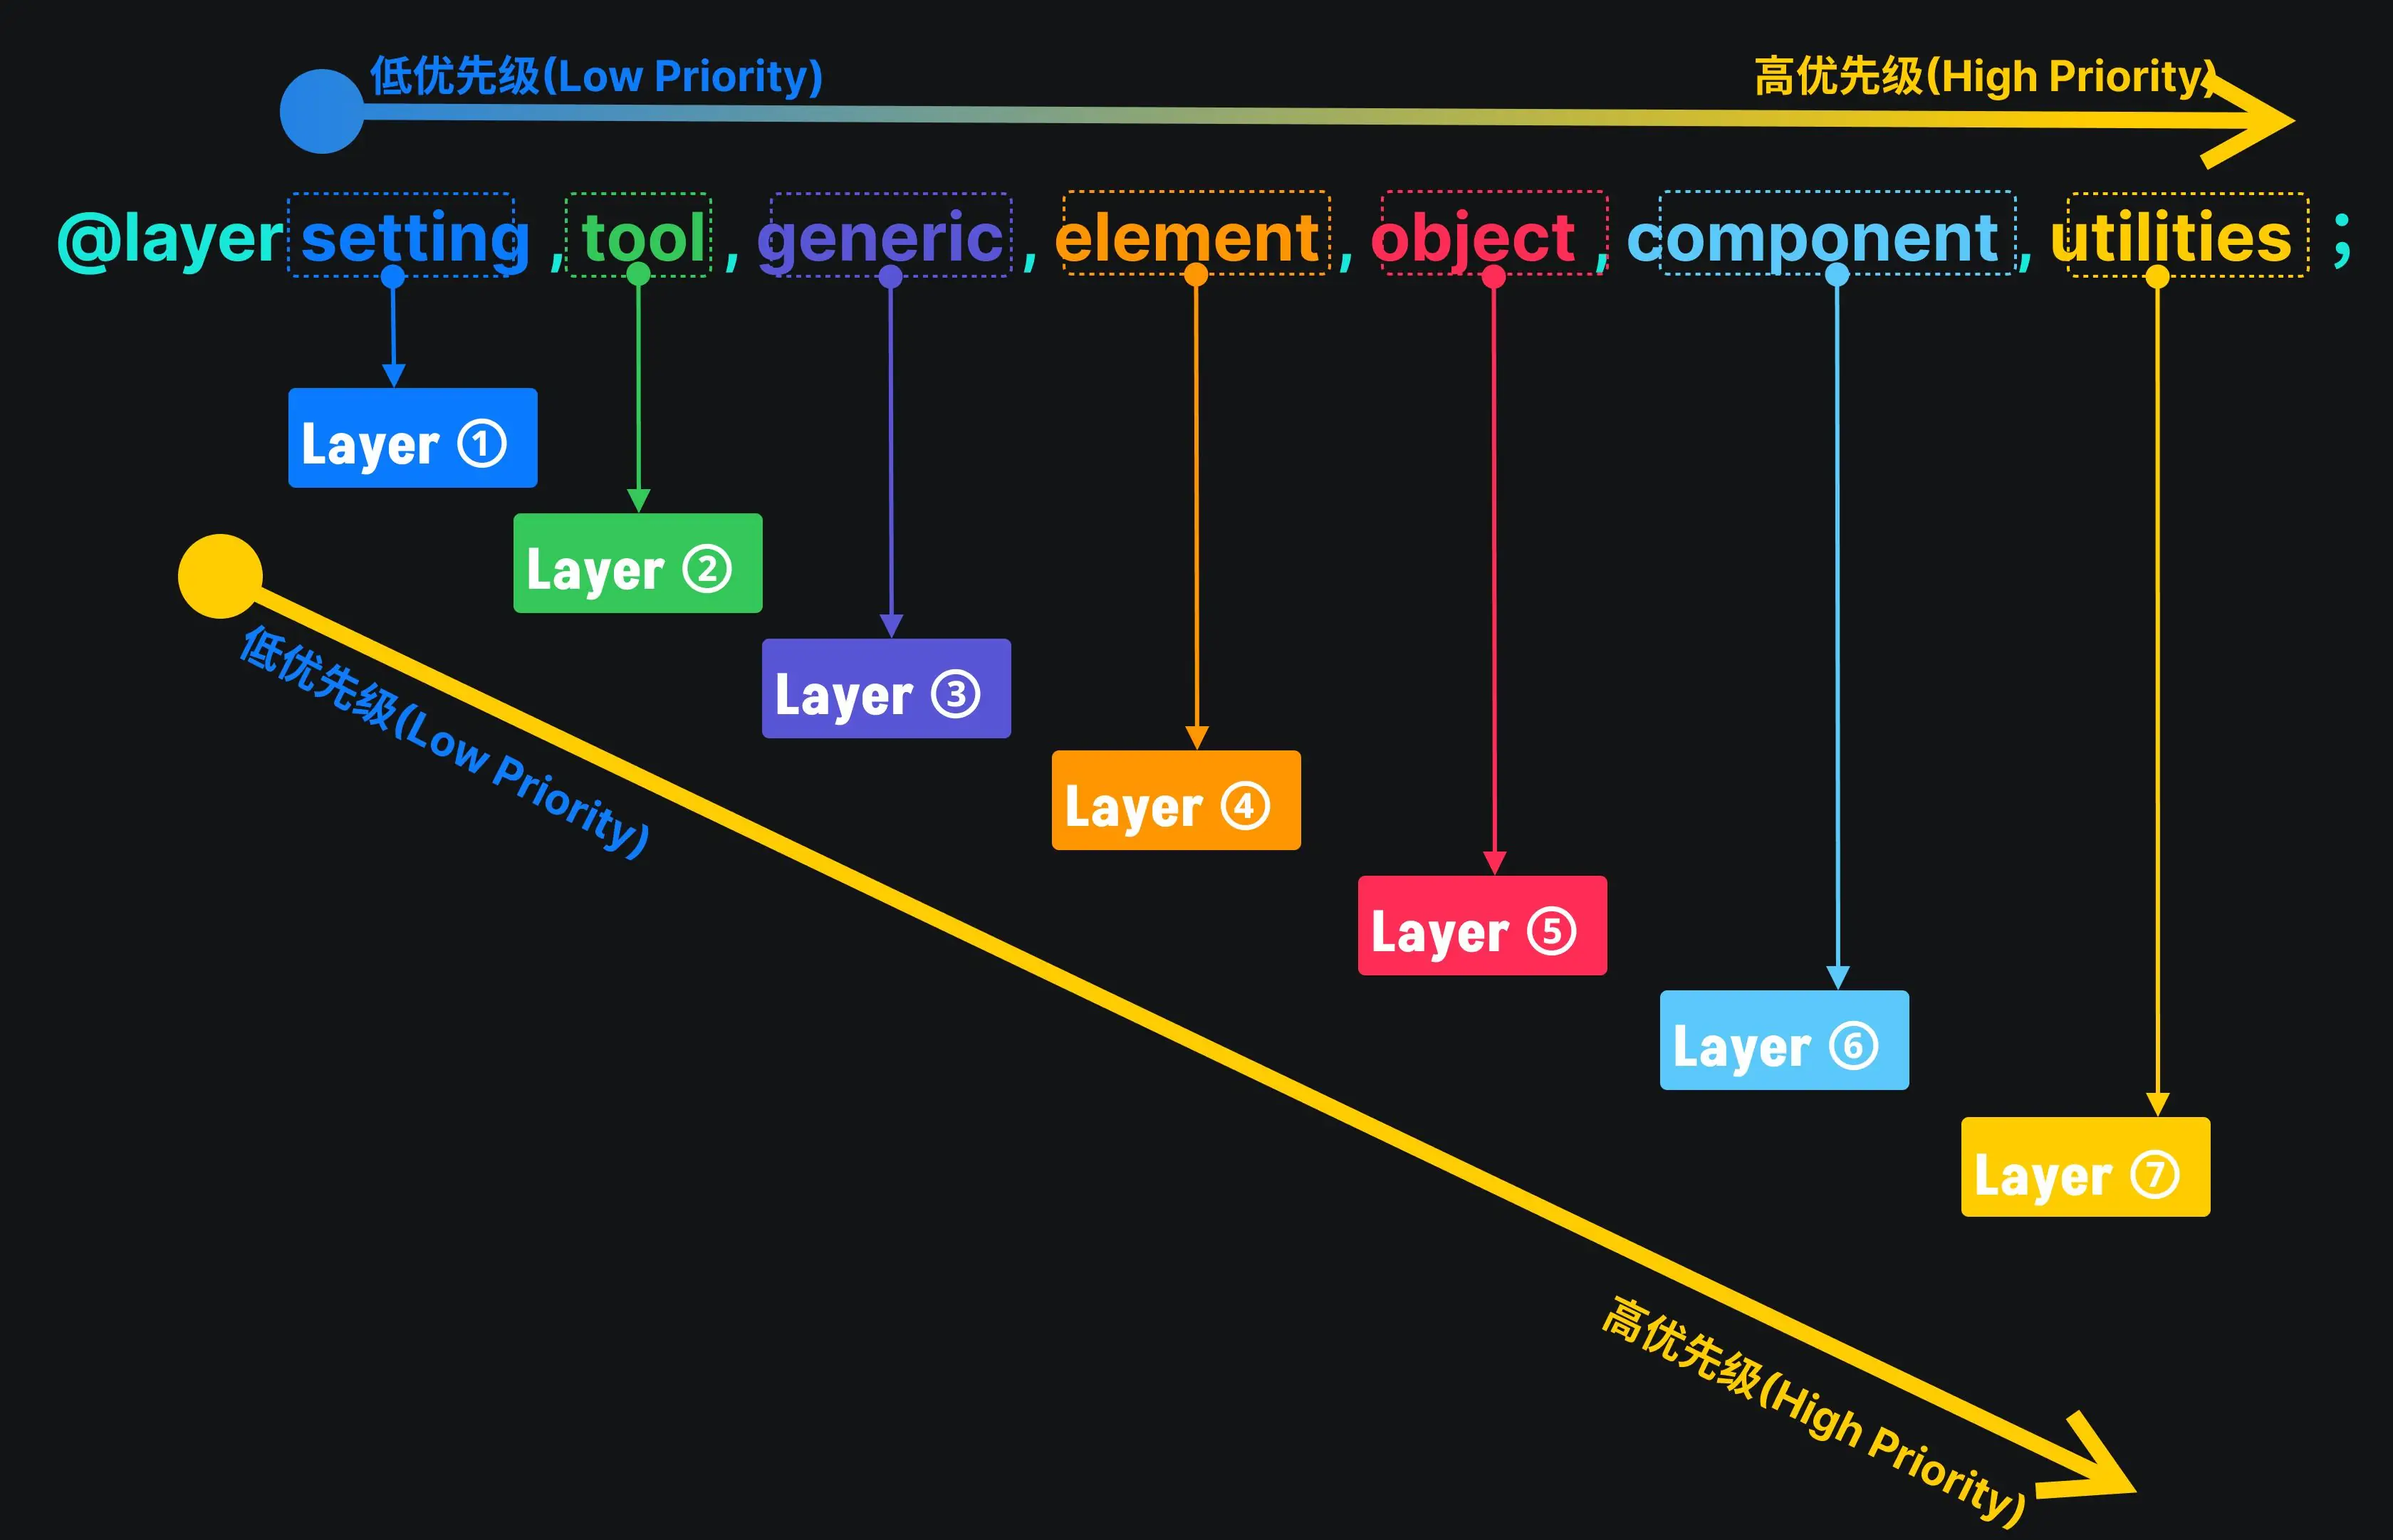 低优先级(Low Priority)
高优先级(High Priority)
@layer setting , tool , generic , element , object , component , utilities ;
Layer ①
Layer ②
Layer ③
Layer ④
Layer ⑤
Layer ⑥
Layer ⑦
低优先级(Low Priority)
高优先级(High Priority)